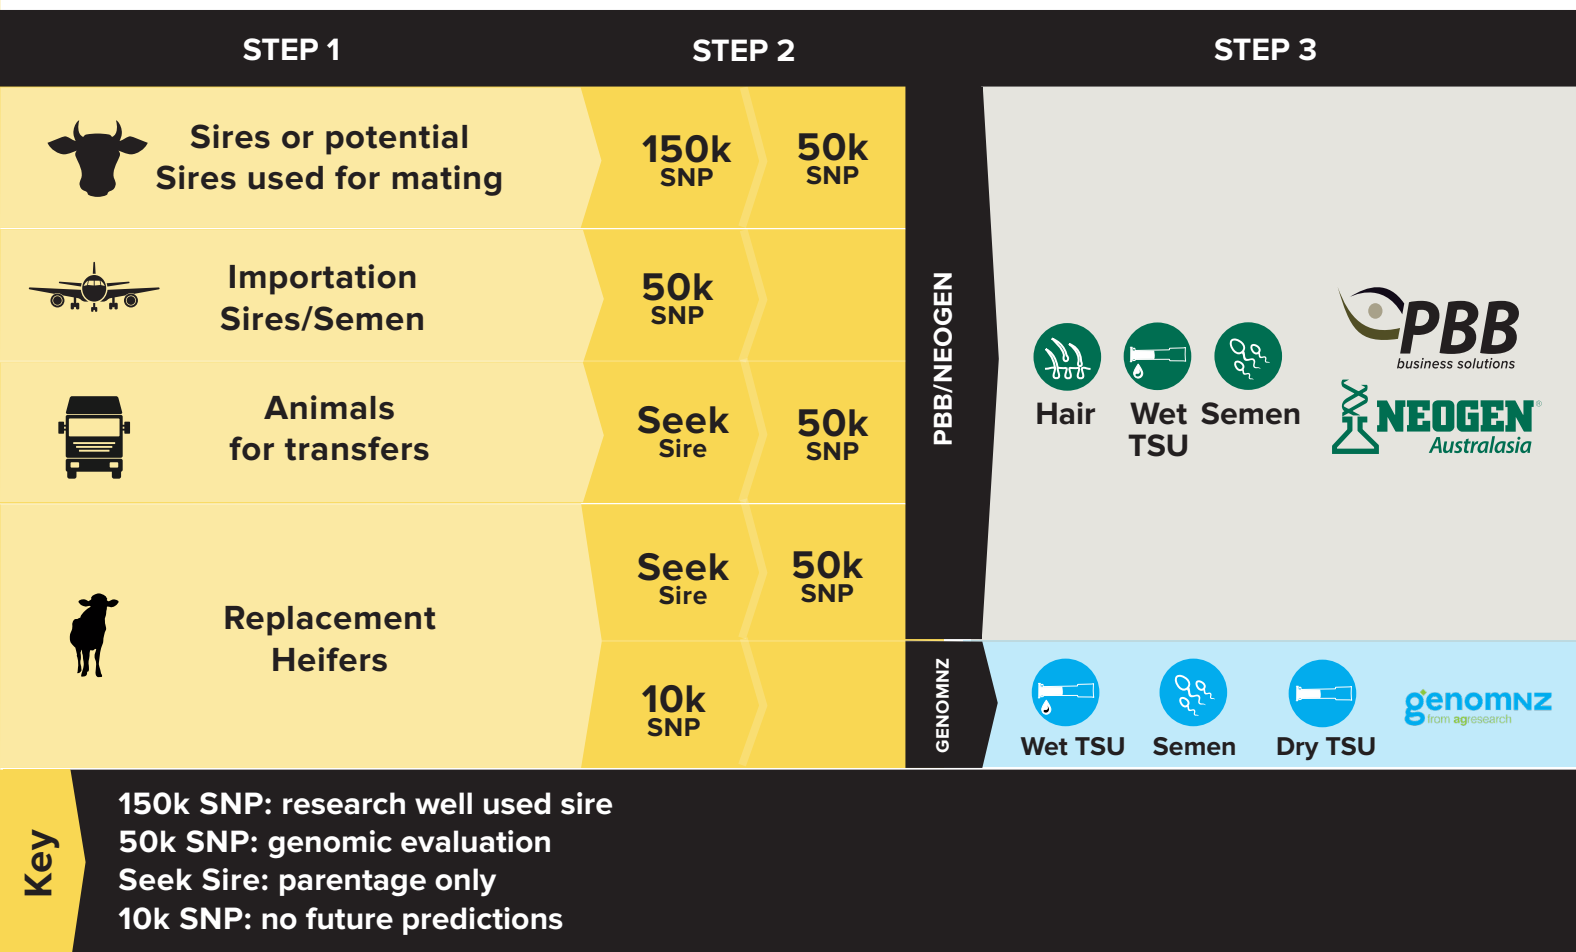 STEP 1
STEP 2
STEP 3
Sires or potential
Sires used for mating
150k
SNP
50k
SNP
Importation
Sires/Semen
50k
SNP
Animals
for transfers
Seek
Sire
50k
SNP
Replacement
Heifers
Seek
Sire
50k
SNP
10k
SNP
PBB/NEOGEN
Hair
Wet
TSU
Semen
PBB
business solutions
NEOGEN®
Australasia
GENOMNZ
Wet TSU
Semen
Dry TSU
genomNZ
from agresearch
Key
150k SNP: research well used sire
50k SNP: genomic evaluation
Seek Sire: parentage only
10k SNP: no future predictions